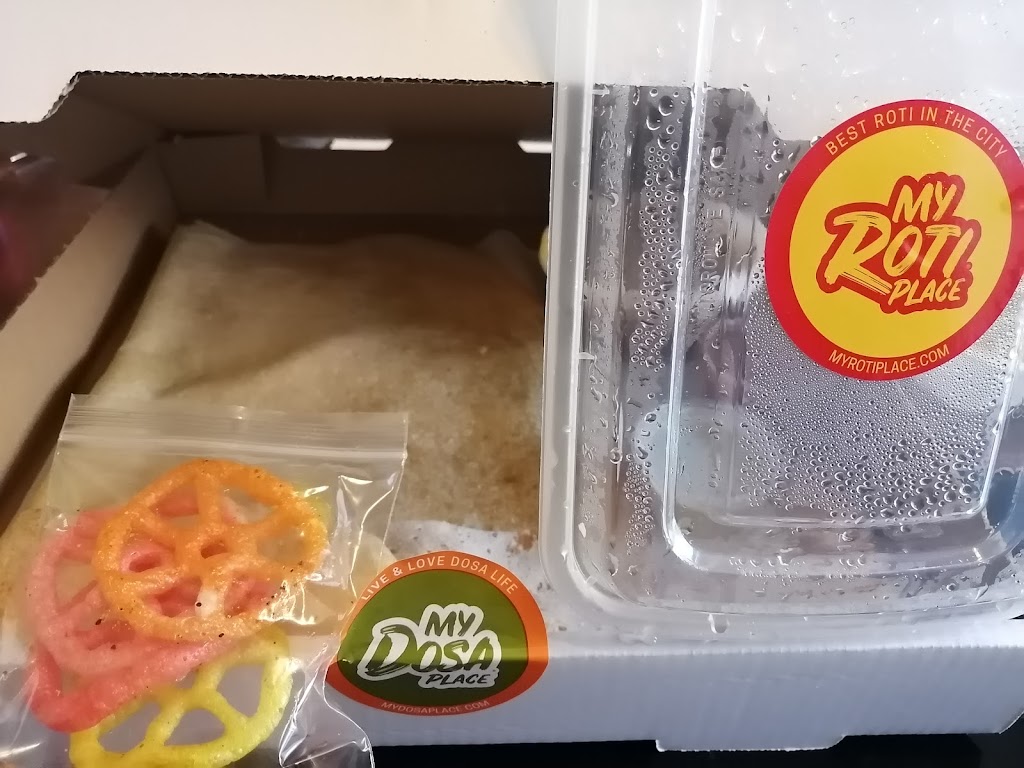 BEST ROTI IN THE CITY
MY
ROTI
PLACE
MYROTIPLACE.COM
LIVE & LOVE DOSA LIFE
MY
DOSA
PLACE
MYDOSAPLACE.COM